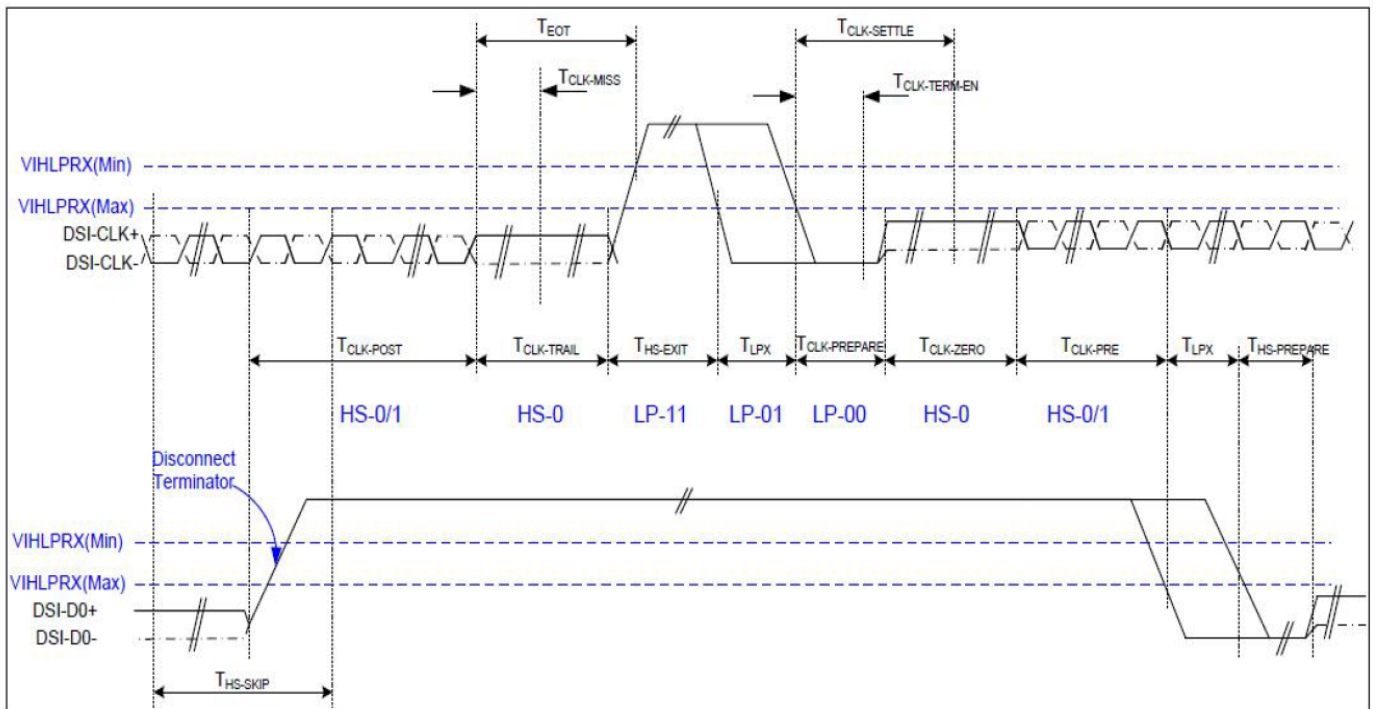 TEOT
TCLK-SETTLE
TCLK-MISS
TCLK-TERM-EN
VIHLPRX(Min)
VIHLPRX(Max)
DSI-CLK+
DSI-CLK-
TCLK-POST
TCLK-TRAIL
THS-EXIT
TLPX
TCLK-PREPARE
TCLK-ZERO
TCLK-PRE
TLPX
THS-PREPARE
HS-0/1
HS-0
LP-11
LP-01
LP-00
HS-0
HS-0/1
Disconnect
Terminator
VIHLPRX(Min)
VIHLPRX(Max)
DSI-D0+
DSI-D0-
THS-SKIP